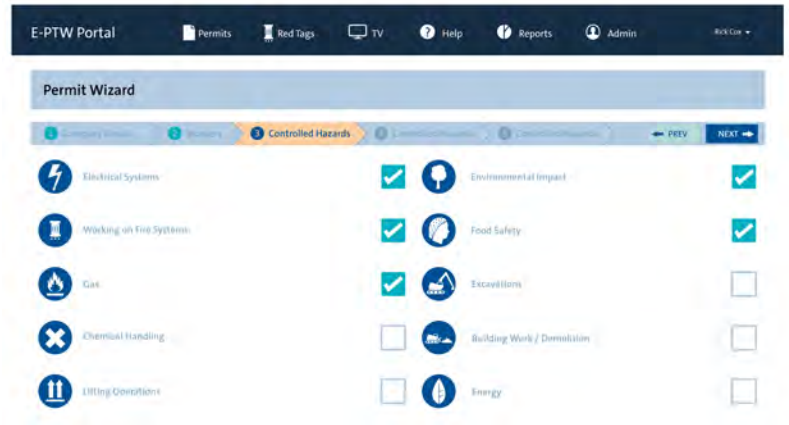 E-PTW Portal Permits Red Tags TV ? Help Reports Admin Rick Cox
Permit Wizard
1 2 3 Controlled Hazards PREV NEXT
Electrical Systems Environmental Impact
Working on Fire Systems Food Safety
Gas Excavations
Chemical Handling Building Work / Demolition
Lifting Operations Energy